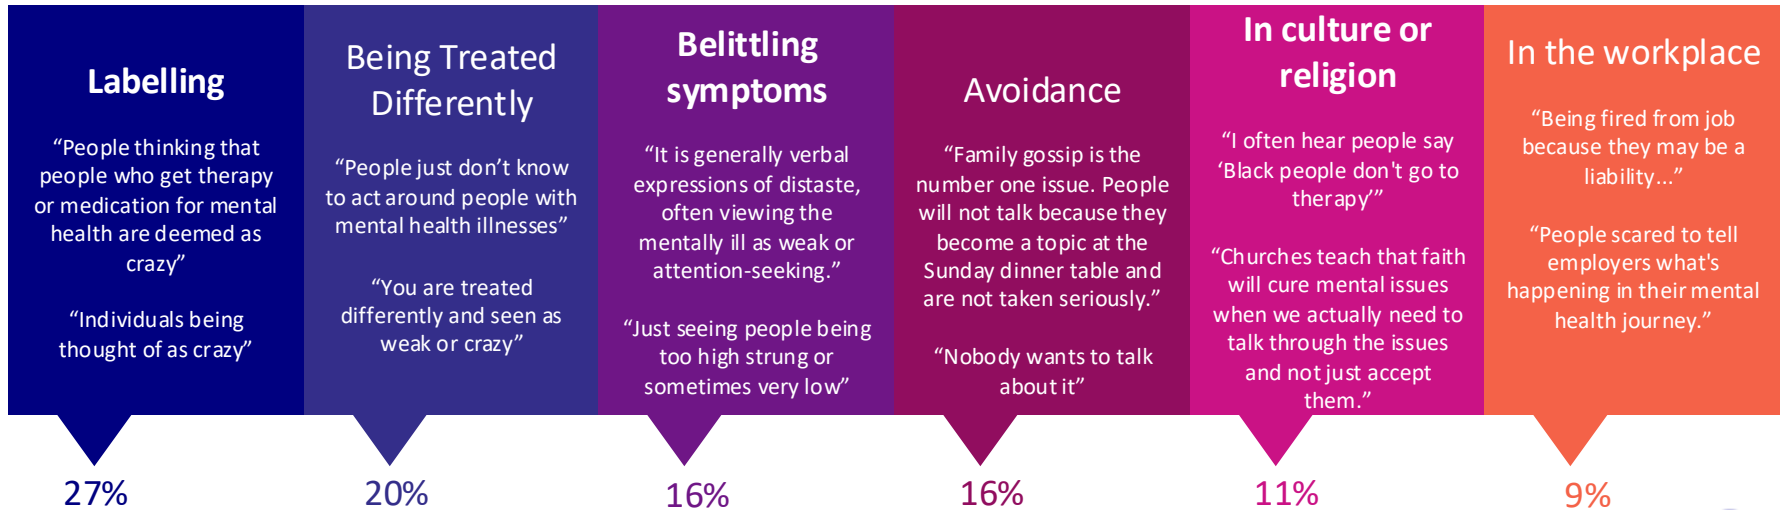 Labelling
“People thinking that
people who get therapy
or medication for mental
health are deemed as
crazy”
“Individuals being
thought of as crazy”
27%
Being Treated
Differently
“People just don’t know
to act around people with
mental health illnesses”
“You are treated
differently and seen as
weak or crazy”
20%
Belittling
symptoms
“It is generally verbal
expressions of distaste,
often viewing the
mentally ill as weak or
attention-seeking.”
“Just seeing people being
too high strung or
sometimes very low”
16%
Avoidance
“Family gossip is the
number one issue. People
will not talk because they
become a topic at the
Sunday dinner table and
are not taken seriously.”
“Nobody wants to talk
about it”
16%
In culture or
religion
“I often hear people say
‘Black people don't go to
therapy’”
“Churches teach that faith
will cure mental issues
when we actually need to
talk through the issues
and not just accept
them.”
11%
In the workplace
“Being fired from job
because they may be a
liability...”
“People scared to tell
employers what's
happening in their mental
health journey.”
9%